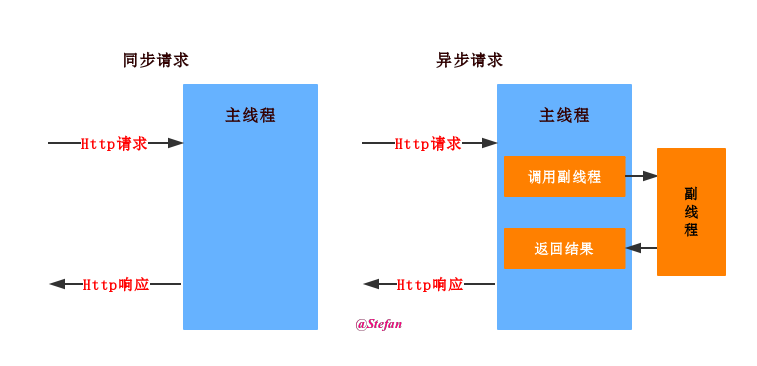 同步请求
主线程
Http请求
Http响应
异步请求
主线程
Http请求
调用副线程
副线程
返回结果
Http响应
@Stefan